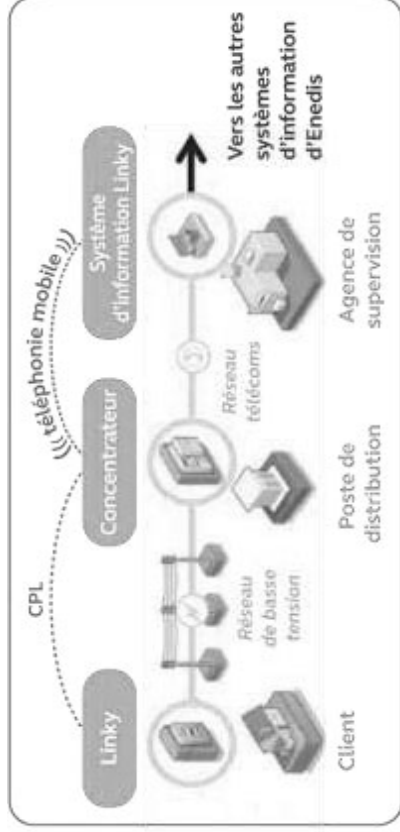 CPL
téléphonie mobile
Linky
Concentrateur
Système
d'information Linky
Réseau
de basse
tension
Réseau
télécoms
Vers les autres
systèmes
d'information
d'Enedis
Client
Poste de
distribution
Agence de
supervision